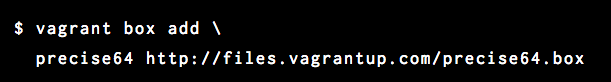 $ vagrant box add \
precise64 http://files.vagrantup.com/precise64.box